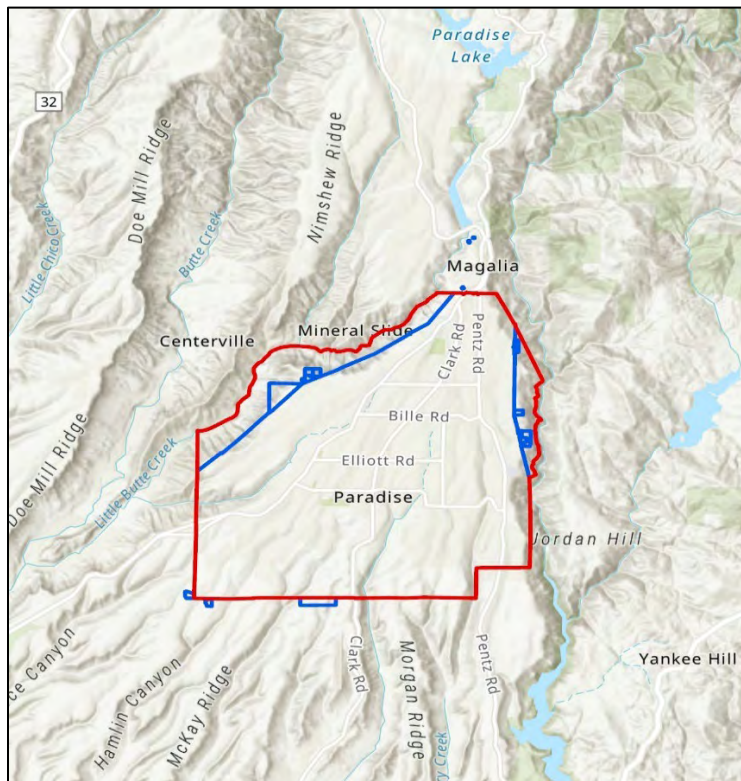 Paradise
Lake
32
Doe Mill Ridge
Nimshew Ridge
Butte Creek
Little Chico Creek
Magalia
Centerville
Mineral Slide
Clark Rd
Pentz Rd
Bille Rd
Doe Mill Ridge
Little Butte Creek
Elliott Rd
Paradise
Jordan Hill
ce Canyon
Hamlin Canyon
McKay Ridge
Clark Rd
Morgan Ridge
Pentz Rd
Yankee Hill
ry Creek